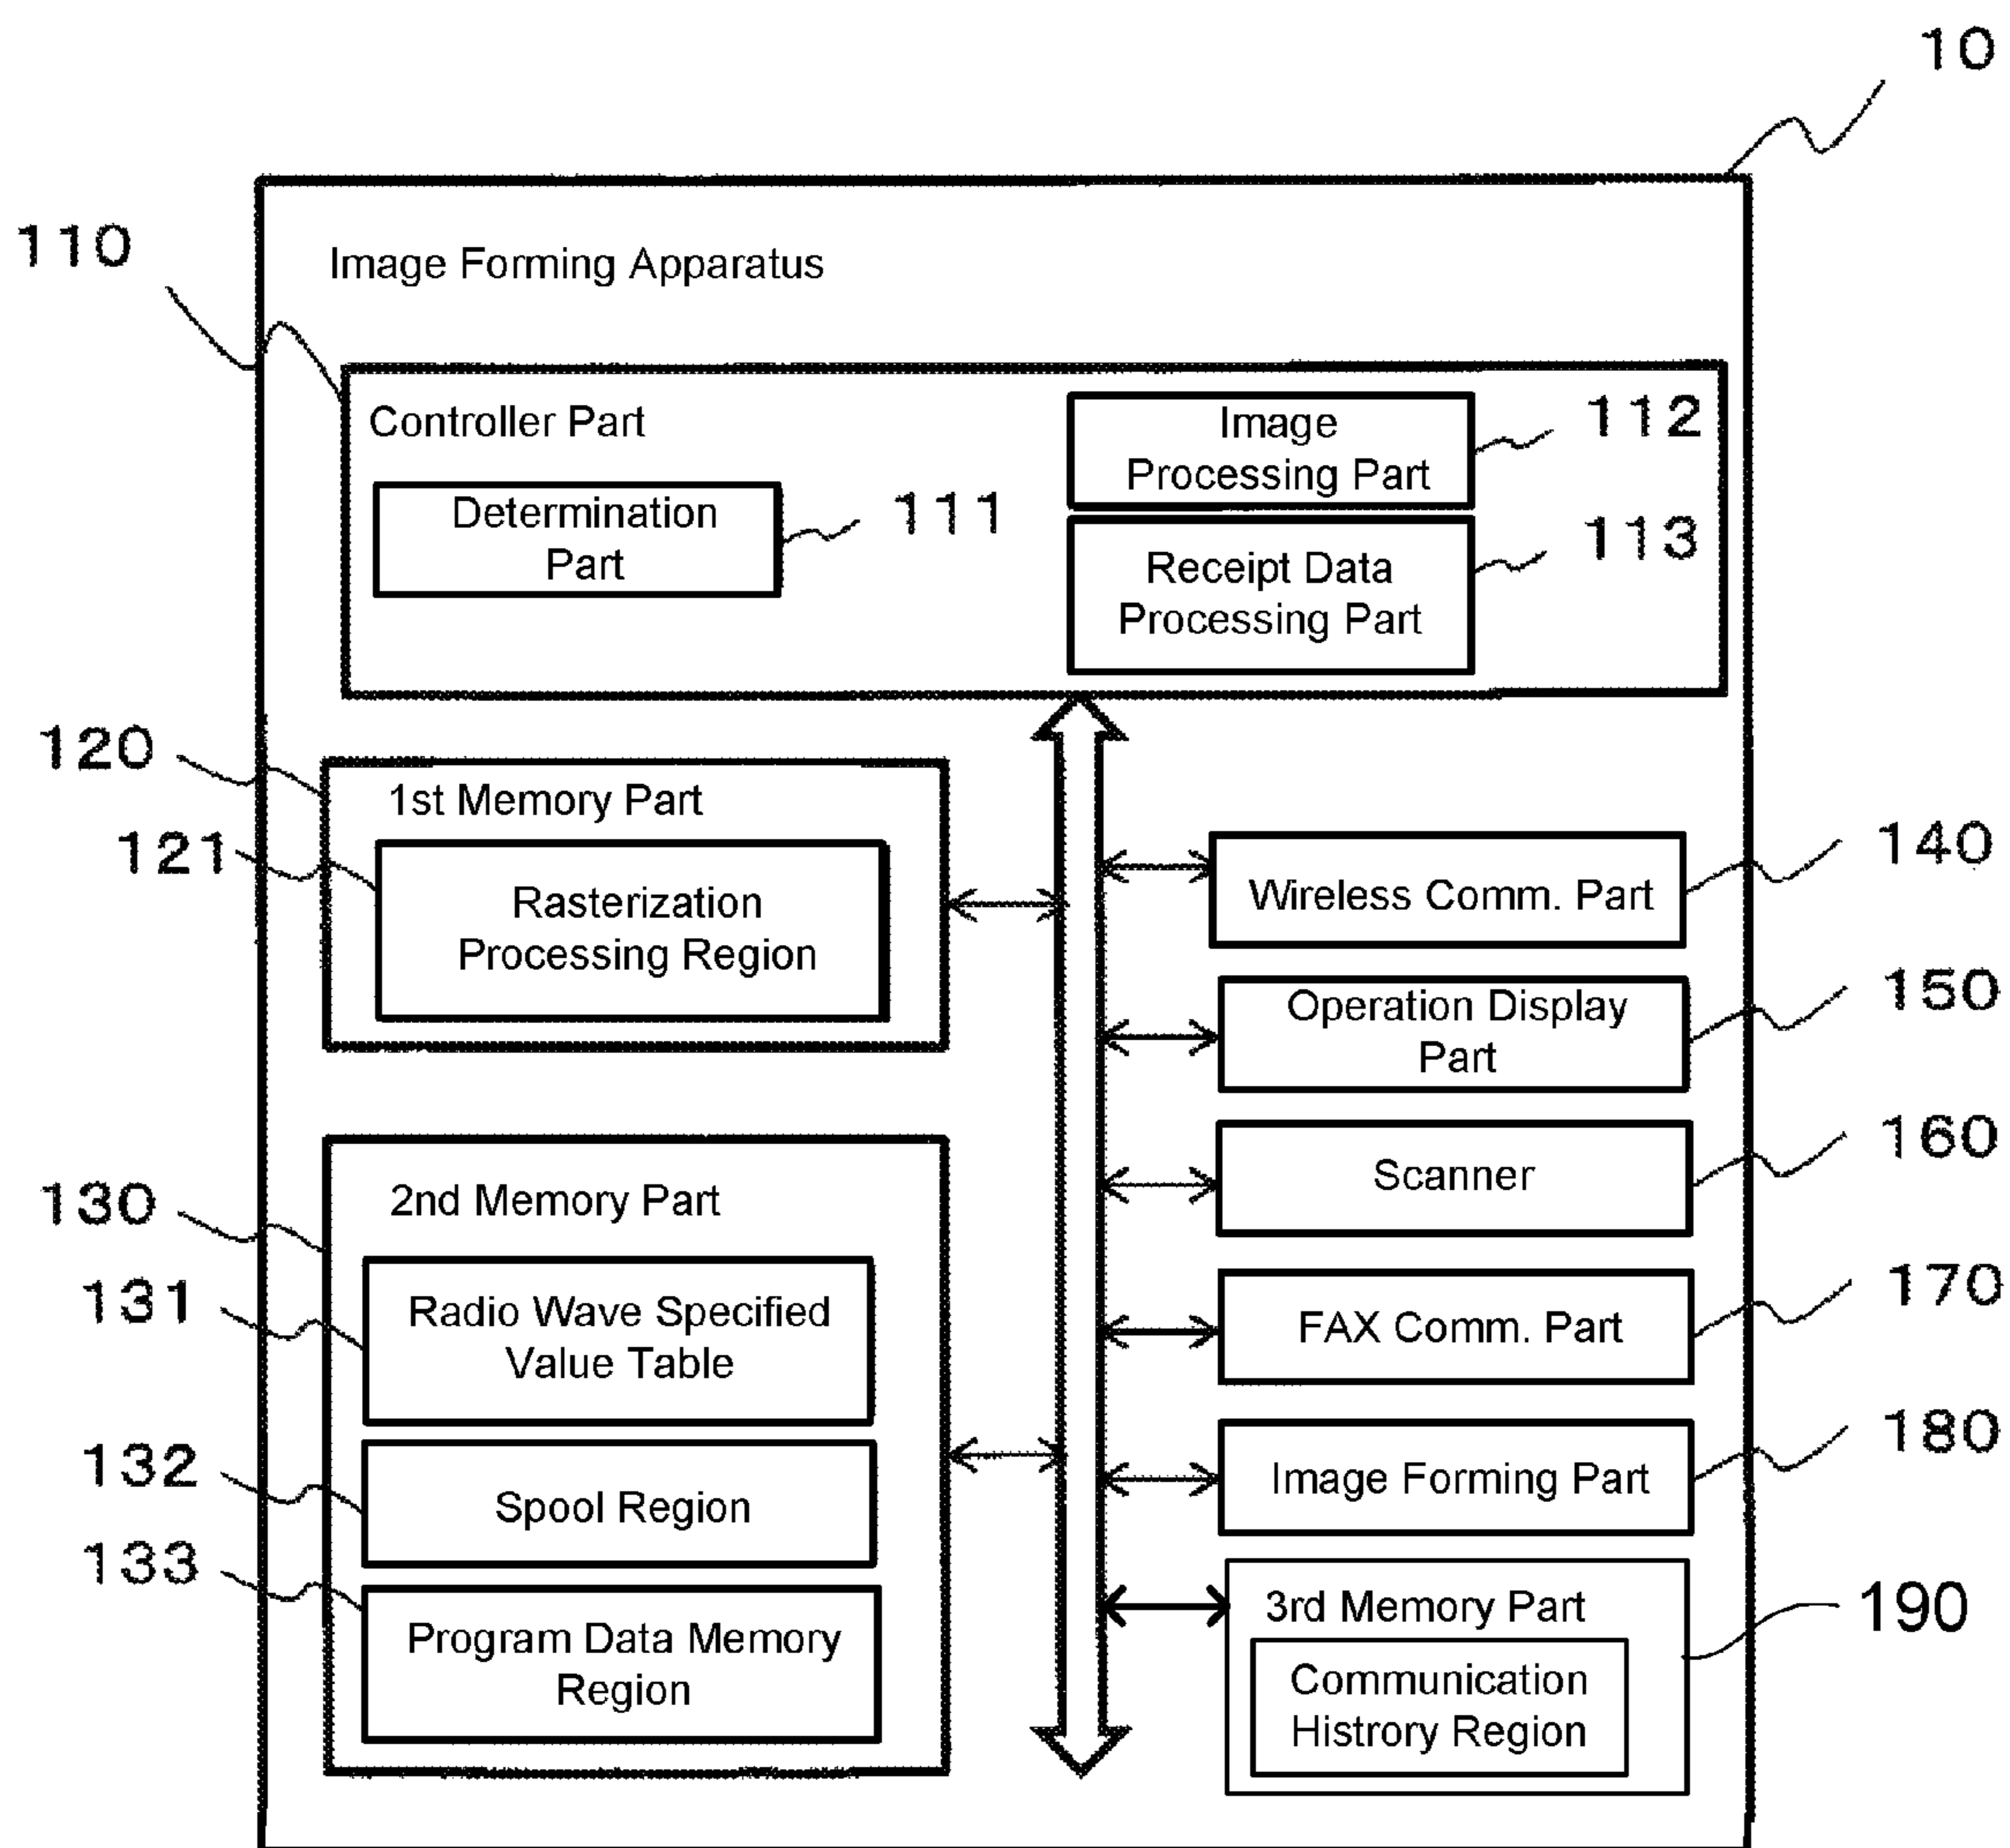 10
110
Image Forming Apparatus
Controller Part
Determination
Part
111
Image
Processing Part
112
Receipt Data
Processing Part
113
120
1st Memory Part
121
Rasterization
Processing Region
130
2nd Memory Part
131
Radio Wave Specified
Value Table
132
Spool Region
133
Program Data Memory
Region
Wireless Comm. Part
140
Operation Display
Part
150
Scanner
160
FAX Comm. Part
170
Image Forming Part
180
3rd Memory Part
190
Communication
Histrory Region